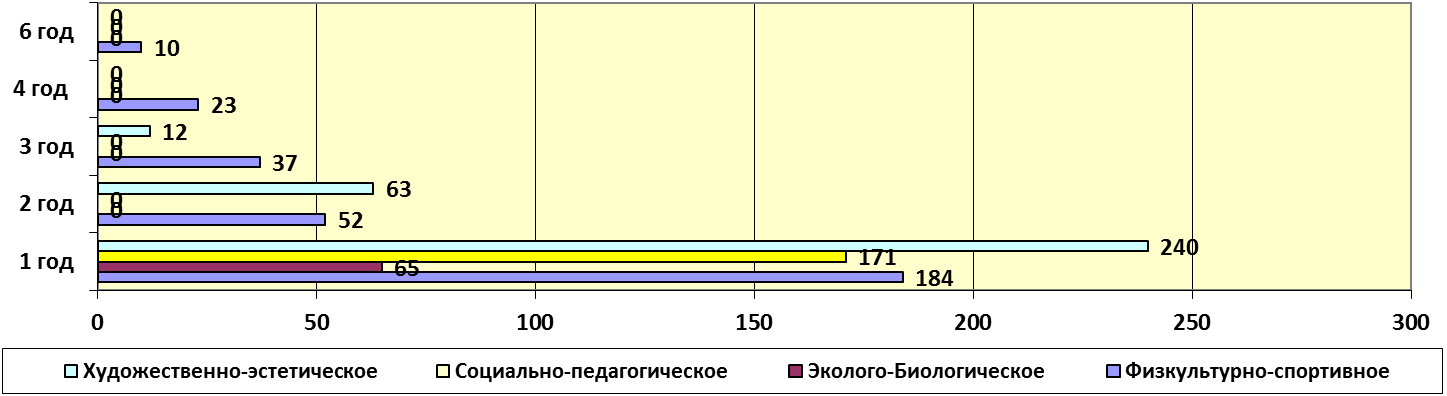 6 год
0
0
0
10
4 год
0
0
0
23
3 год
12
0
0
37
2 год
63
0
0
52
1 год
240
171
65
184
0 50 100 150 200 250 300
Художественно-эстетическое Социально-педагогическое Эколого-Биологическое Физкультурно-спортивное